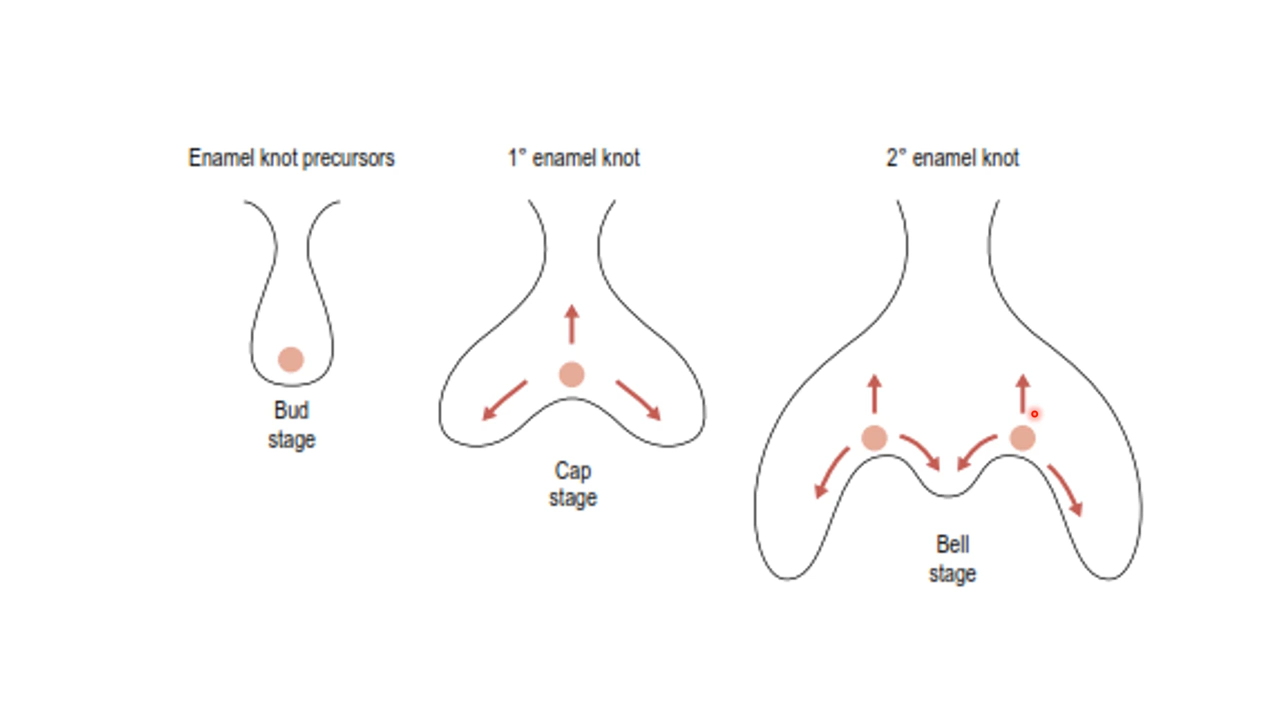 Enamel knot precursors
1° enamel knot
2° enamel knot
Bud
stage
Cap
stage
Bell
stage